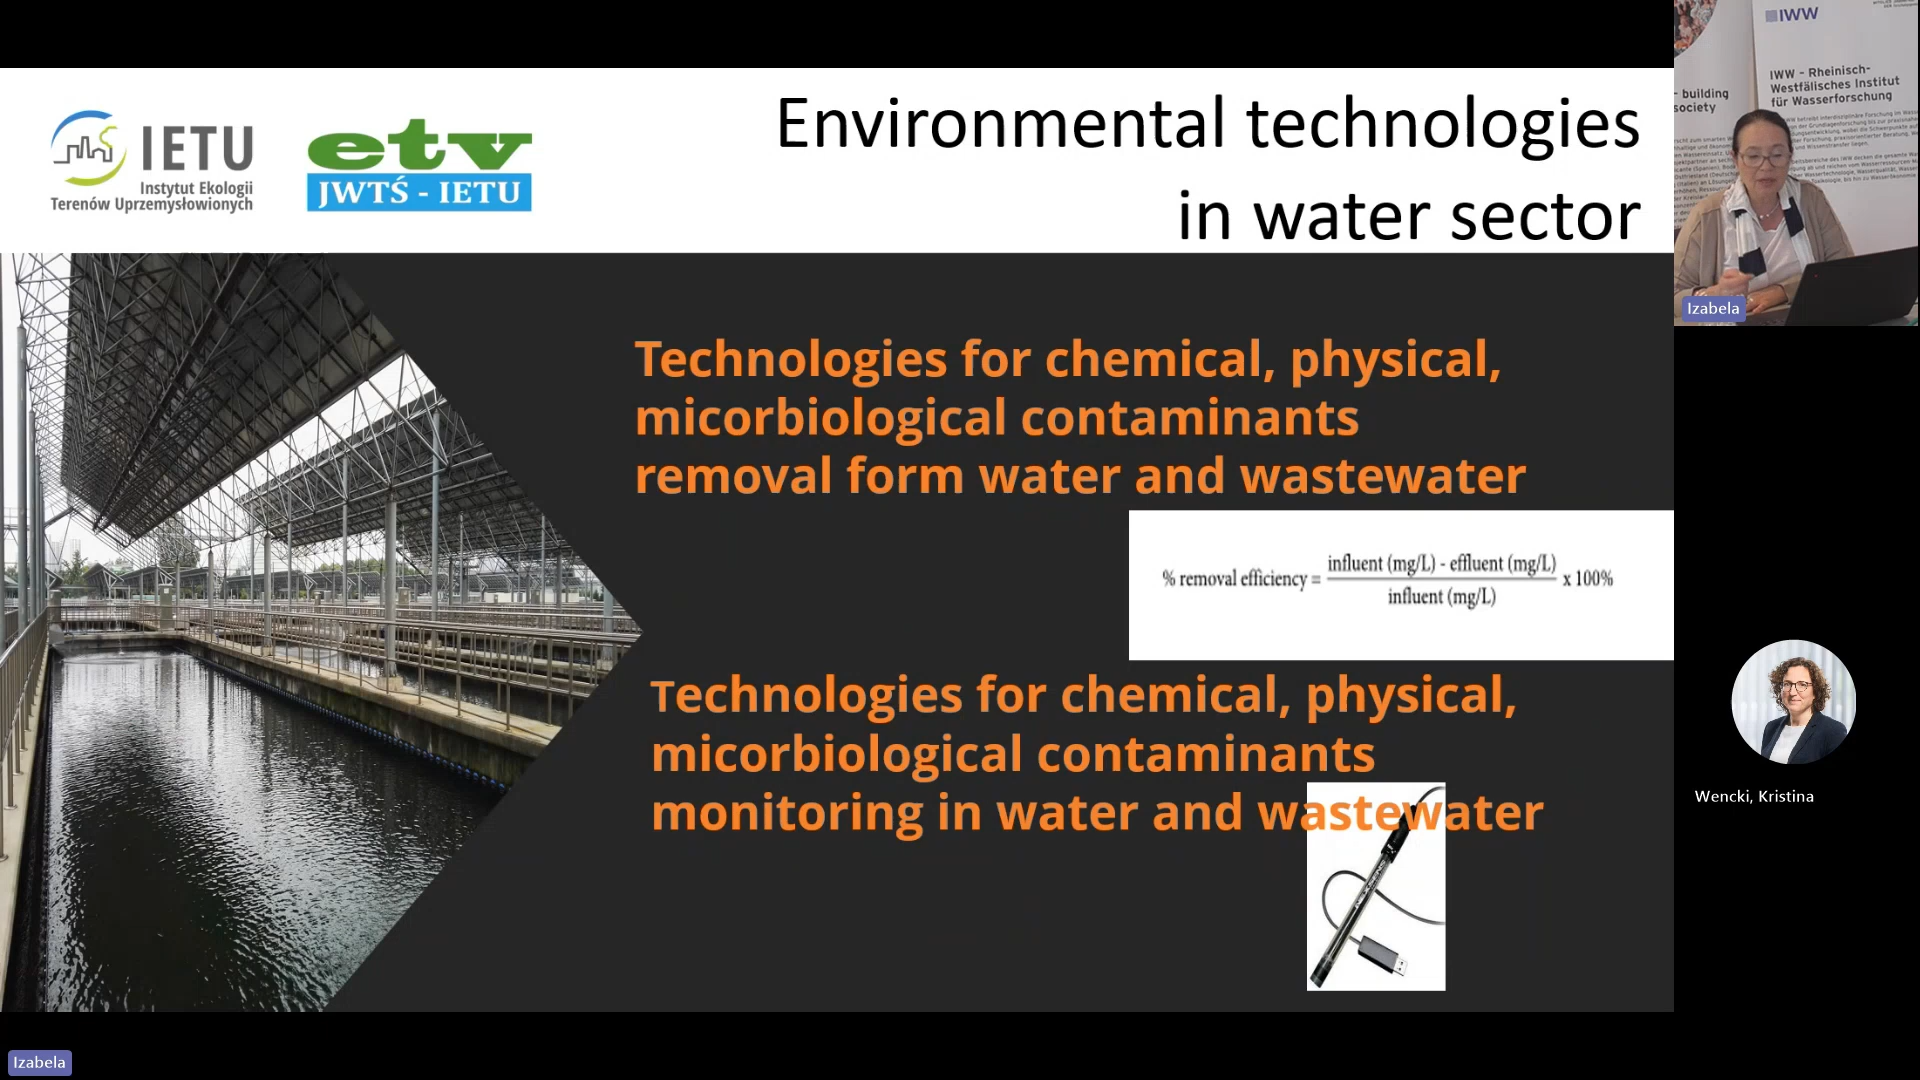 IETU
Instytut Ekologii
Terenów Uprzemysłowionych
etv
JWTŚ - IETU
Environmental technologies
in water sector
Technologies for chemical, physical,
micorbiological contaminants
removal form water and wastewater
% removal efficiency = influent (mg/L) - effluent (mg/L) x 100%
influent (mg/L)
Technologies for chemical, physical,
micorbiological contaminants
monitoring in water and wastewater
IWW
building
society
IWW - Rheinisch-
Westfälisches Institut
für Wasserforschung
Izabela
Wencki, Kristina
Izabela